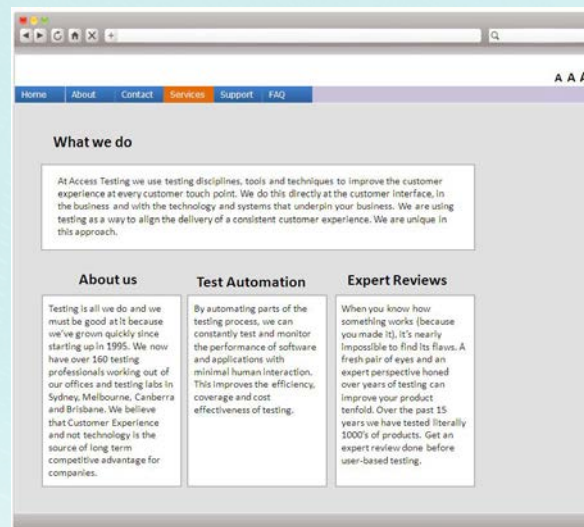 A A A
Home About Contact Services Support FAQ
What we do
At Access Testing we use testing disciplines, tools and techniques to improve the customer
experience at every customer touch point. We do this directly at the customer interface, in
the business and with the technology and systems that underpin your business. We are using
testing as a way to align the delivery of a consistent customer experience. We are unique in
this approach.
About us
Testing is all we do and we
must be good at it because
we've grown quickly since
starting up in 1995. We now
have over 160 testing
professionals working out of
our offices and testing labs in
Sydney, Melbourne, Canberra
and Brisbane. We believe
that Customer Experience
and not technology is the
source of long term
competitive advantage for
companies.
Test Automation
By automating parts of the
testing process, we can
constantly test and monitor
the performance of software
and applications with
minimal human interaction.
This improves the efficiency,
coverage and cost
effectiveness of testing.
Expert Reviews
When you know how
something works (because
you made it), it's nearly
impossible to find its flaws. A
fresh pair of eyes and an
expert perspective honed
over years of testing can
improve your product
tenfold. Over the past 15
years we have tested literally
1000's of products. Get an
expert review done before
user-based testing.